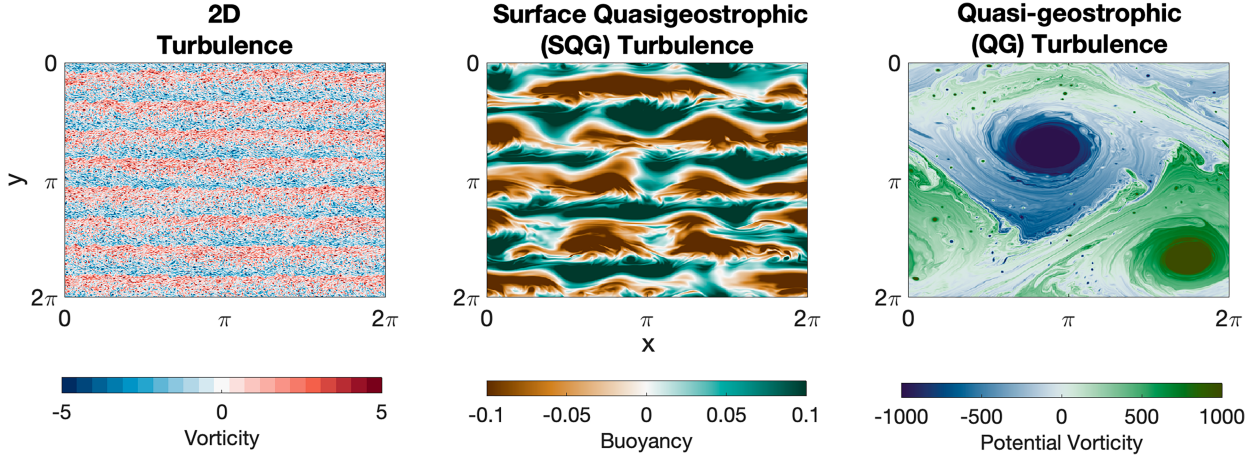 2D
Turbulence
Surface Quasigeostrophic
(SQG) Turbulence
Quasi-geostrophic
(QG) Turbulence
0
π
2π
y
0
π
2π
0
π
2π
0
π
2π
x
0
π
2π
0
π
2π
-5
0
5
Vorticity
-0.1
-0.05
0
0.05
0.1
Buoyancy
-1000
-500
0
500
1000
Potential Vorticity